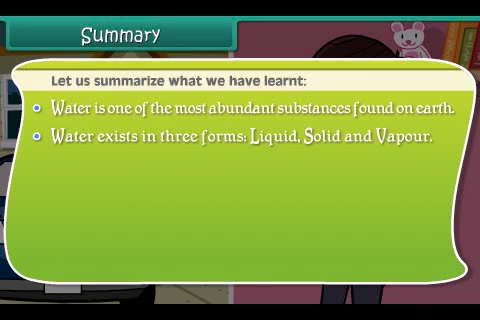 Summary
Let us summarize what we have learnt:
Water is one of the most abundant substances found on earth.
Water exists in three forms: Liquid, Solid and Vapour.